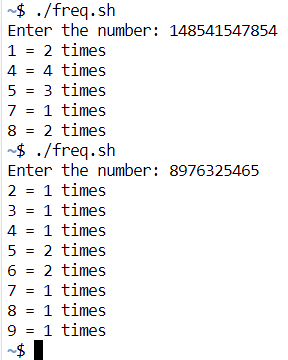 ~$ ./freq.sh
Enter the number: 148541547854
1 = 2 times
4 = 4 times
5 = 3 times
7 = 1 times
8 = 2 times
~$ ./freq.sh
Enter the number: 8976325465
2 = 1 times
3 = 1 times
4 = 1 times
5 = 2 times
6 = 2 times
7 = 1 times
8 = 1 times
9 = 1 times
~$